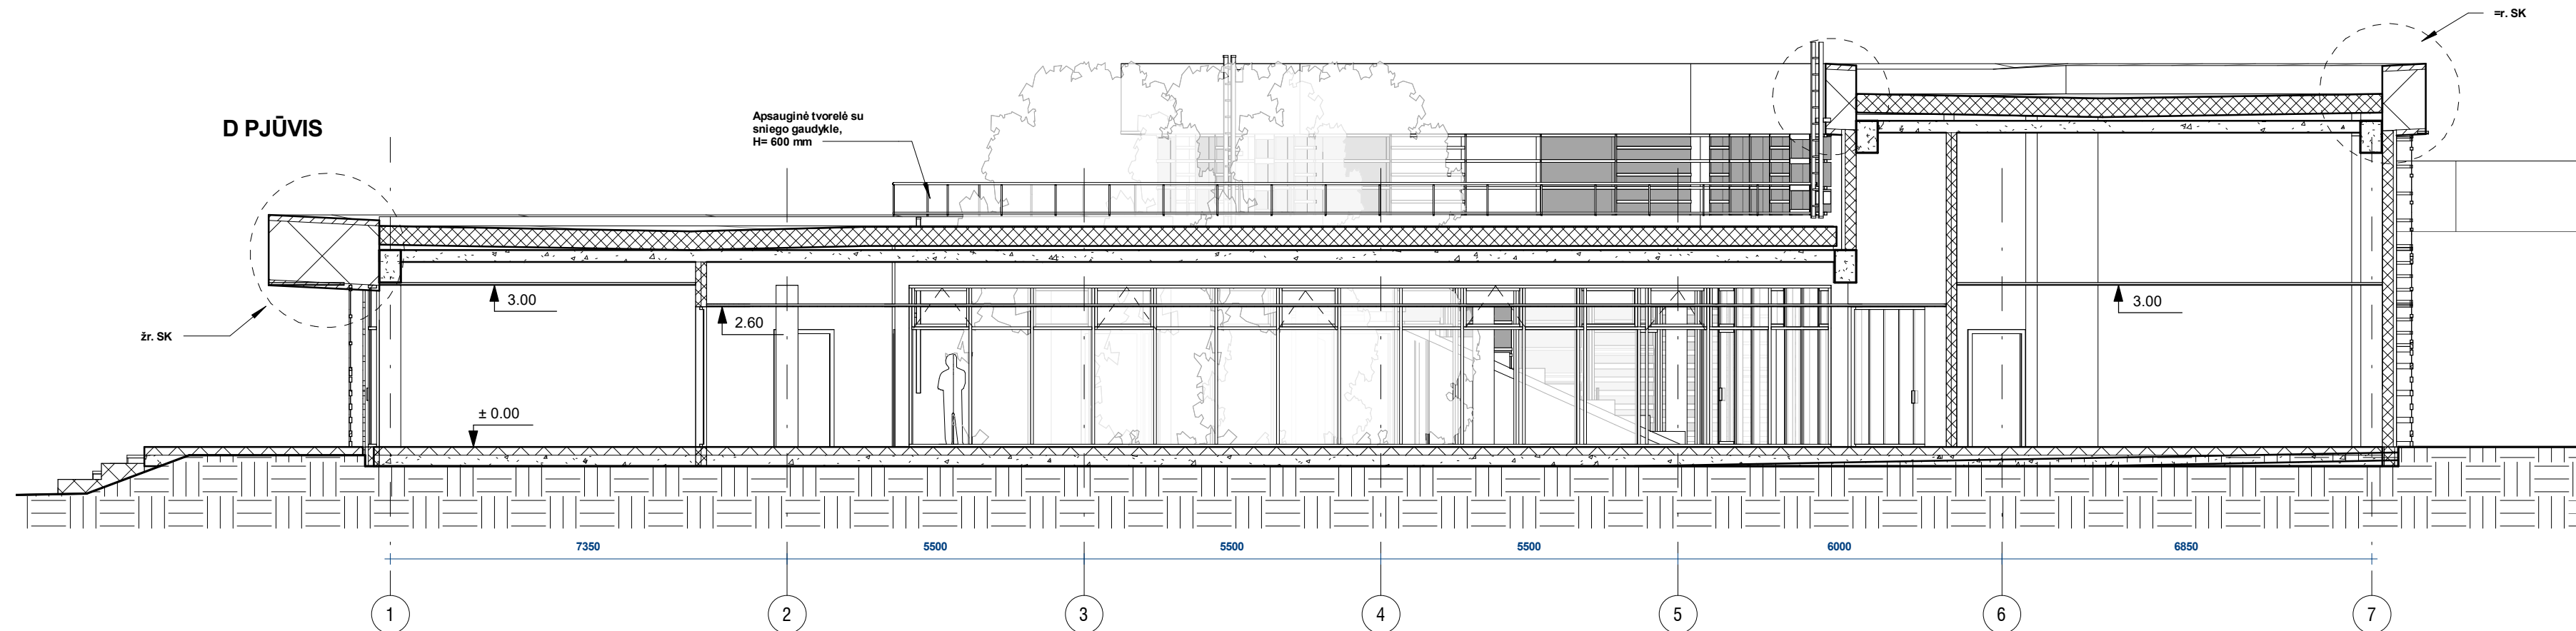 =r. SK
D PJŪVIS
Apsauginė tvorelė su
sniego gaudykle,
H= 600 mm
3.00
3.00
2.60
žr. SK
± 0.00
7350
5500
5500
5500
6000
6850
1
2
3
4
5
6
7